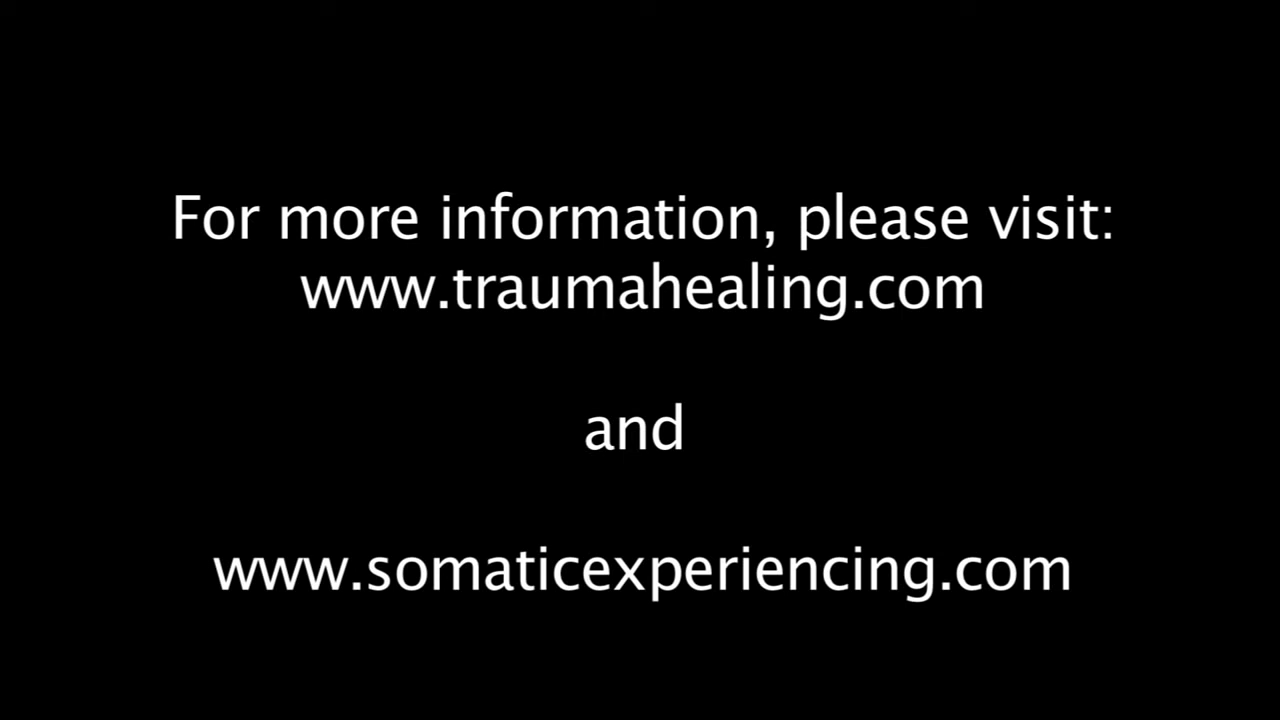 For more information, please visit:
www.traumahealing.com
and
www.somaticexperiencing.com